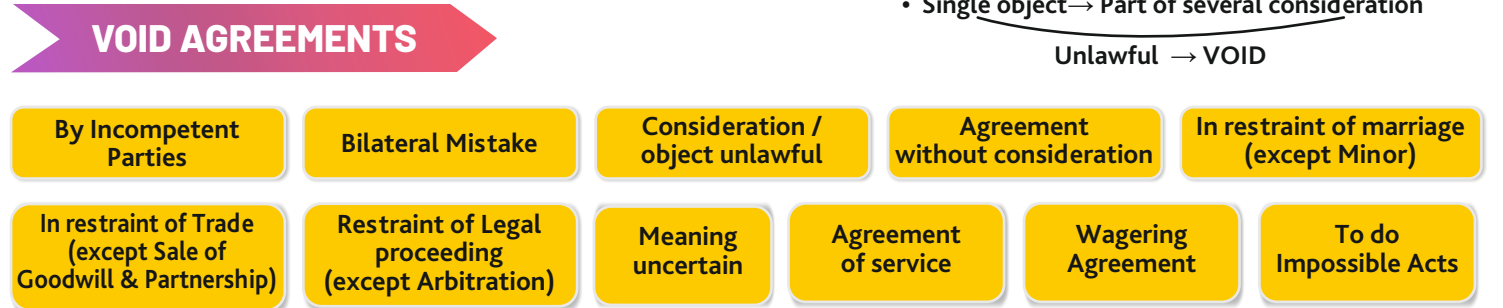 • Single object→ Part of several consideration
Unlawful → VOID
VOID AGREEMENTS
By Incompetent
Parties
Bilateral Mistake
Consideration /
object unlawful
Agreement
without consideration
In restraint of marriage
(except Minor)
In restraint of Trade
(except Sale of
Goodwill & Partnership)
Restraint of Legal
proceeding
(except Arbitration)
Meaning
uncertain
Agreement
of service
Wagering
Agreement
To do
Impossible Acts